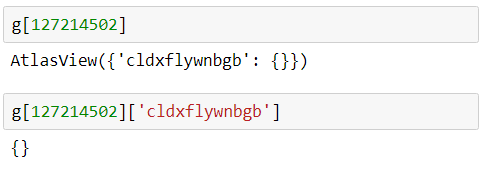 g[127214502]
AtlasView({'cldxflywnbgb': {}})
g[127214502]['cldxflywnbgb']
{}